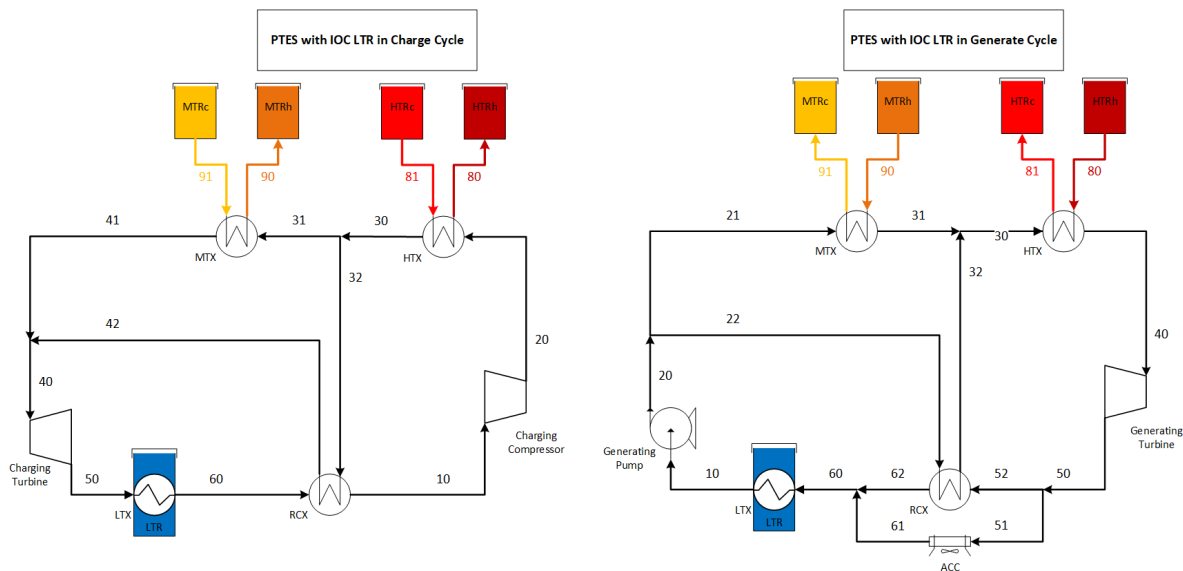 PTES with IOC LTR in Charge Cycle
MTRc
MTRh
HTRc
HTRh
91
90
81
80
41
31
30
MTX
HTX
32
42
20
40
Charging
Turbine
Charging
Compressor
50
60
10
LTX
LTR
RCX
PTES with IOC LTR in Generate Cycle
MTRc
MTRh
HTRc
HTRh
91
90
81
80
21
31
30
MTX
HTX
32
22
40
20
Generating
Pump
Generating
Turbine
10
60
62
52
50
LTX
LTR
RCX
61
51
ACC